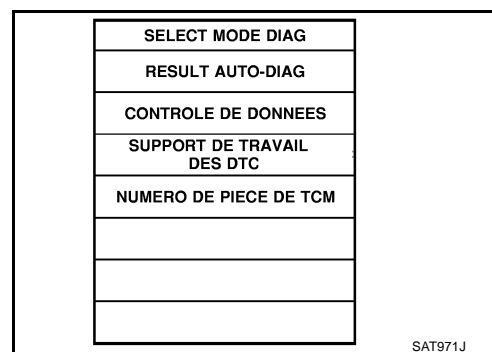 SELECT MODE DIAG
RESULT AUTO-DIAG
CONTROLE DE DONNEES
SUPPORT DE TRAVAIL
DES DTC
NUMERO DE PIECE DE TCM
SAT971J